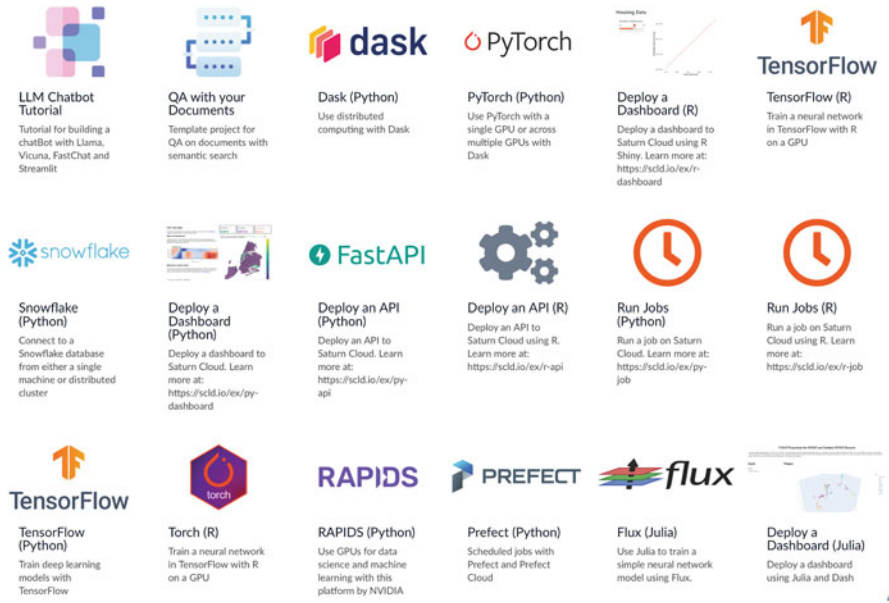 dask
PyTorch
Housing Data
TensorFlow
LLM Chatbot
Tutorial
Tutorial for building a
chatBot with Llama,
Vicuna, FastChat and
Streamlit
QA with your
Documents
Template project for
QA on documents with
semantic search
Dask (Python)
Use distributed
computing with Dask
PyTorch (Python)
Use PyTorch with a
single GPU or across
multiple GPUs with
Dask
Deploy a
Dashboard (R)
Deploy a dashboard to
Saturn Cloud using R
Shiny. Learn more at:
https://scld.io/ex/r-
dashboard
TensorFlow (R)
Train a neural network
in TensorFlow with R
on a GPU
snowflake
FastAPI
Snowflake
(Python)
Connect to a
Snowflake database
from either a single
machine or distributed
cluster
Deploy a
Dashboard
(Python)
Deploy a dashboard to
Saturn Cloud. Learn
more at:
https://scld.io/ex/py-
dashboard
Deploy an API
(Python)
Deploy an API to
Saturn Cloud. Learn
more at:
https://scld.io/ex/py-
api
Deploy an API (R)
Deploy an API to
Saturn Cloud using R.
Learn more at:
https://scld.io/ex/r-api
Run Jobs
(Python)
Run a job on Saturn
Cloud. Learn more at:
https://scld.io/ex/py-
job
Run Jobs (R)
Run a job on Saturn
Cloud using R. Learn
more at:
https://scld.io/ex/r-job
TensorFlow
torch
RAPIDS
PREFECT
flux
TensorFlow
(Python)
Train deep learning
models with
TensorFlow
Torch (R)
Train a neural network
in TensorFlow with R
on a GPU
RAPIDS (Python)
Use GPUs for data
science and machine
learning with this
platform by NVIDIA
Prefect (Python)
Scheduled jobs with
Prefect and Prefect
Cloud
Flux (Julia)
Use Julia to train a
simple neural network
model using Flux.
Deploy a
Dashboard (Julia)
Deploy a dashboard
using Julia and Dash